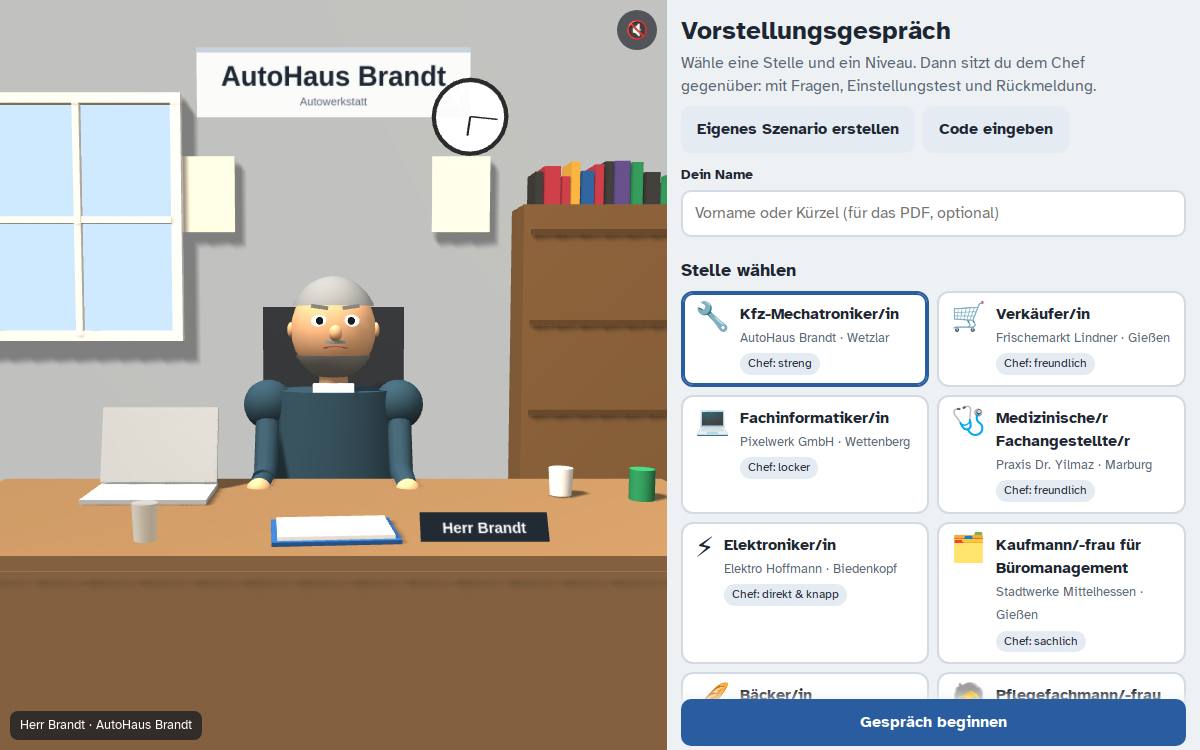 AutoHaus Brandt
Autowerkstatt
Herr Brandt
Herr Brandt · AutoHaus Brandt
Vorstellungsgespräch
Wähle eine Stelle und ein Niveau. Dann sitzt du dem Chef
gegenüber: mit Fragen, Einstellungstest und Rückmeldung.
Eigenes Szenario erstellen
Code eingeben
Dein Name
Vorname oder Kürzel (für das PDF, optional)
Stelle wählen
Kfz-Mechatroniker/in
AutoHaus Brandt · Wetzlar
Chef: streng
Verkäufer/in
Frischemarkt Lindner · Gießen
Chef: freundlich
Fachinformatiker/in
Pixelwerk GmbH · Wettenberg
Chef: locker
Medizinische/r
Fachangestellte/r
Praxis Dr. Yilmaz · Marburg
Chef: freundlich
Elektroniker/in
Elektro Hoffmann · Biedenkopf
Chef: direkt & knapp
Kaufmann/-frau für
Büromanagement
Stadtwerke Mittelhessen ·
Gießen
Chef: sachlich
Bäcker/in
Pflegefachmann/-frau
Gespräch beginnen